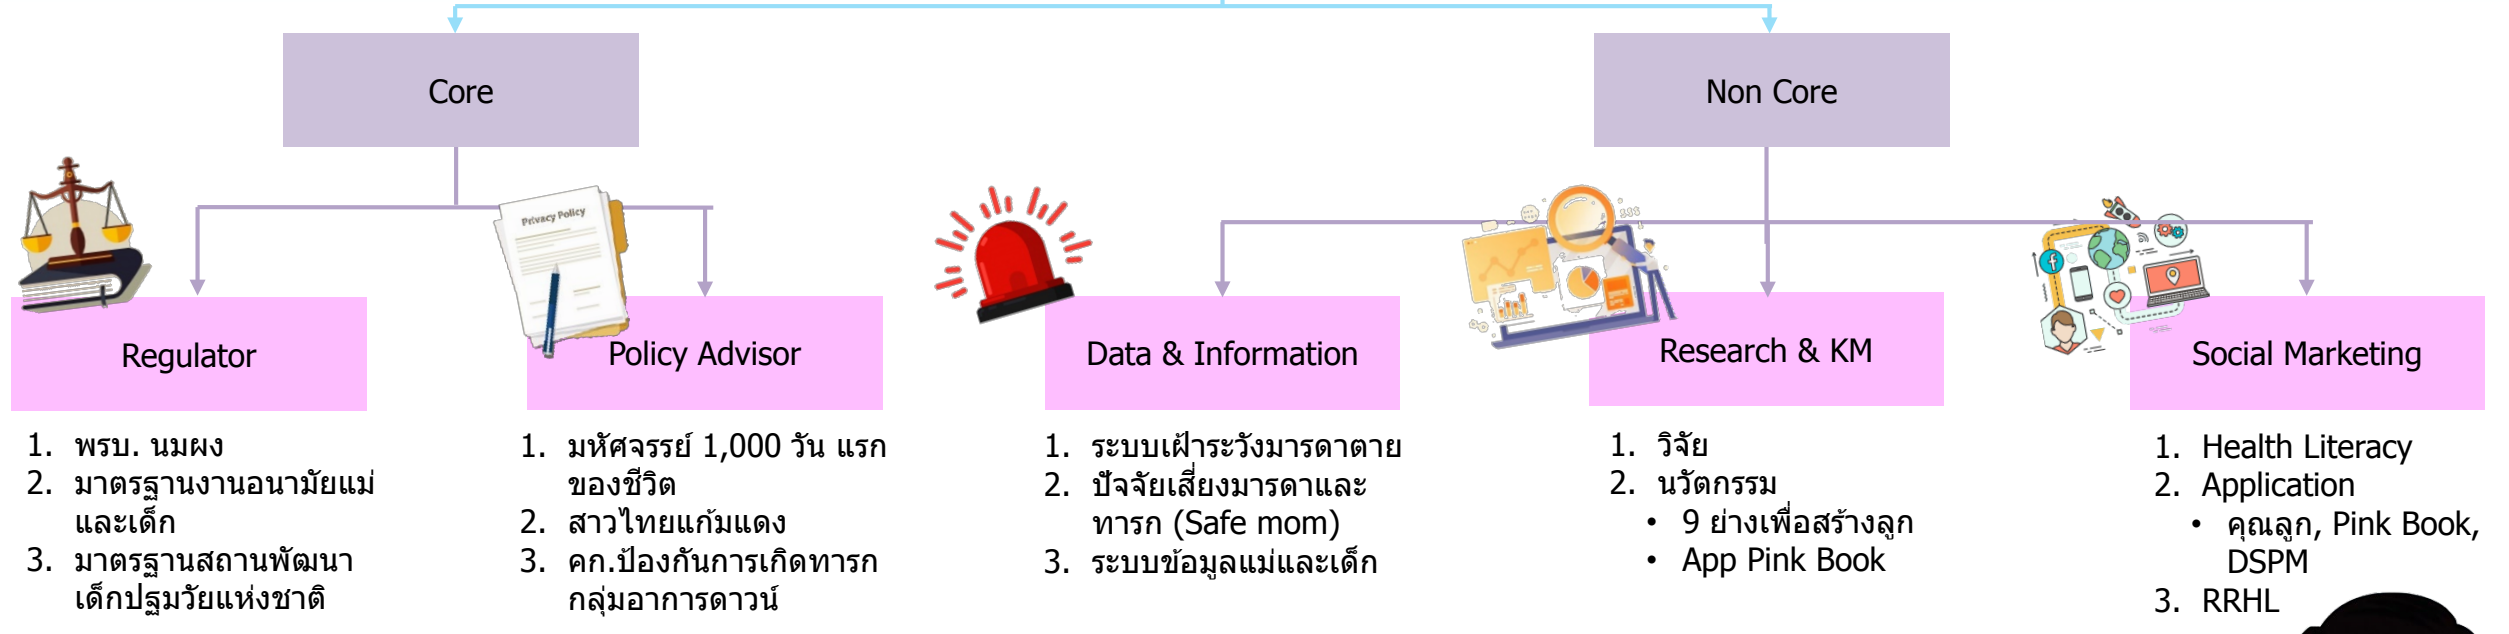 Core
Non Core
Privacy Policy
Regulator
Policy Advisor
Data & Information
Research & KM
Social Marketing
1. พรบ. นมผง
2. มาตรฐานงานอนามัยแม่
และเด็ก
3. มาตรฐานสถานพัฒนา
เด็กปฐมวัยแห่งชาติ
1. มหัศจรรย์ 1,000 วัน แรก
ของชีวิต
2. สาวไทยแก้มแดง
3. คก.ป้องกันการเกิดทารก
กลุ่มอาการดาวน์
1. ระบบเฝ้าระวังมารดาตาย
2. ปัจจัยเสี่ยงมารดาและ
ทารก (Safe mom)
3. ระบบข้อมูลแม่และเด็ก
1. วิจัย
2. นวัตกรรม
• 9 ย่างเพื่อสร้างลูก
• App Pink Book
1. Health Literacy
2. Application
• คุณลูก, Pink Book,
DSPM
3. RRHL